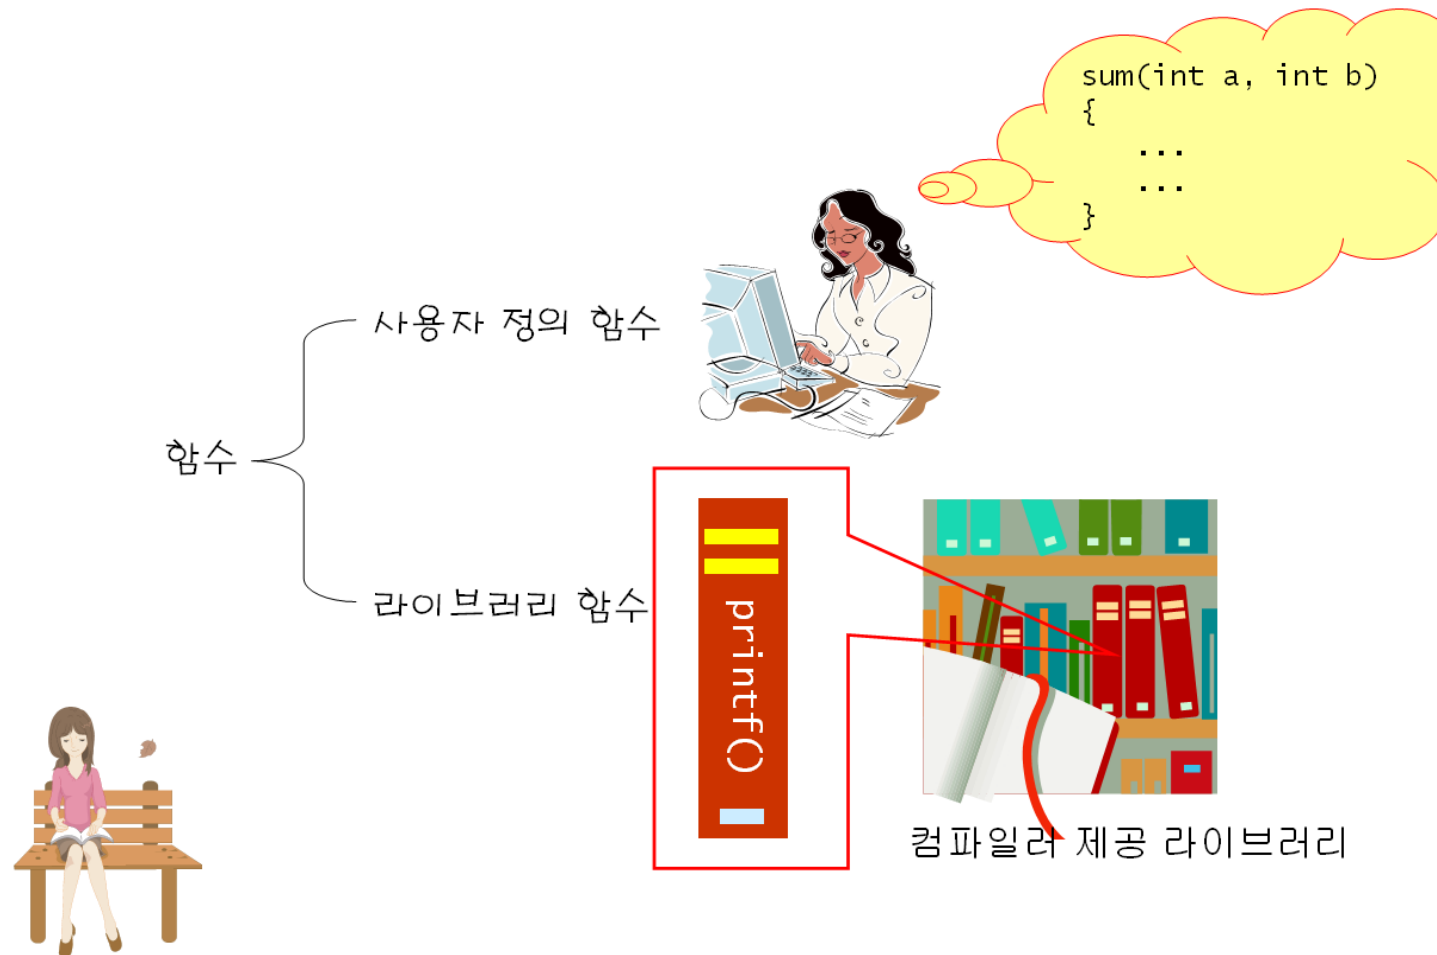 sum(int a, int b)
{
...
...
}
사용자 정의 함수
함수
라이브러리 함수
printf()
컴파일러 제공 라이브러리